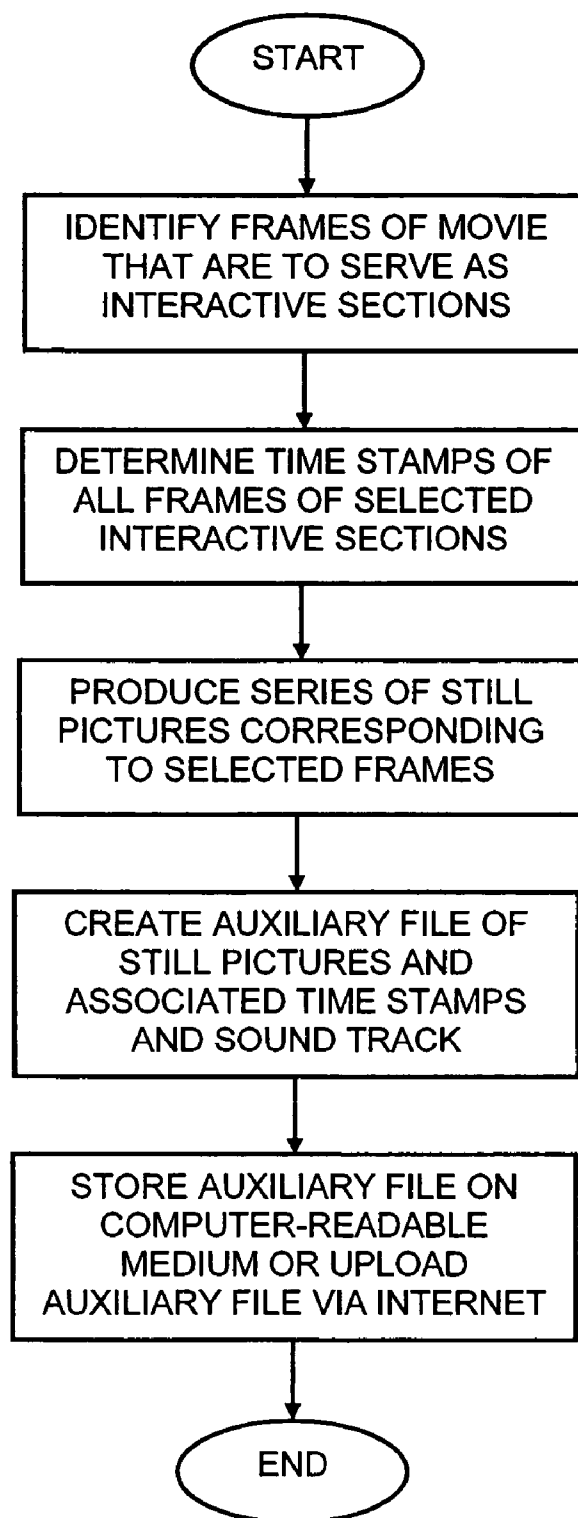 START
IDENTIFY FRAMES OF MOVIE
THAT ARE TO SERVE AS
INTERACTIVE SECTIONS
DETERMINE TIME STAMPS OF
ALL FRAMES OF SELECTED
INTERACTIVE SECTIONS
PRODUCE SERIES OF STILL
PICTURES CORRESPONDING
TO SELECTED FRAMES
CREATE AUXILIARY FILE OF
STILL PICTURES AND
ASSOCIATED TIME STAMPS
AND SOUND TRACK
STORE AUXILIARY FILE ON
COMPUTER-READABLE
MEDIUM OR UPLOAD
AUXILIARY FILE VIA INTERNET
END